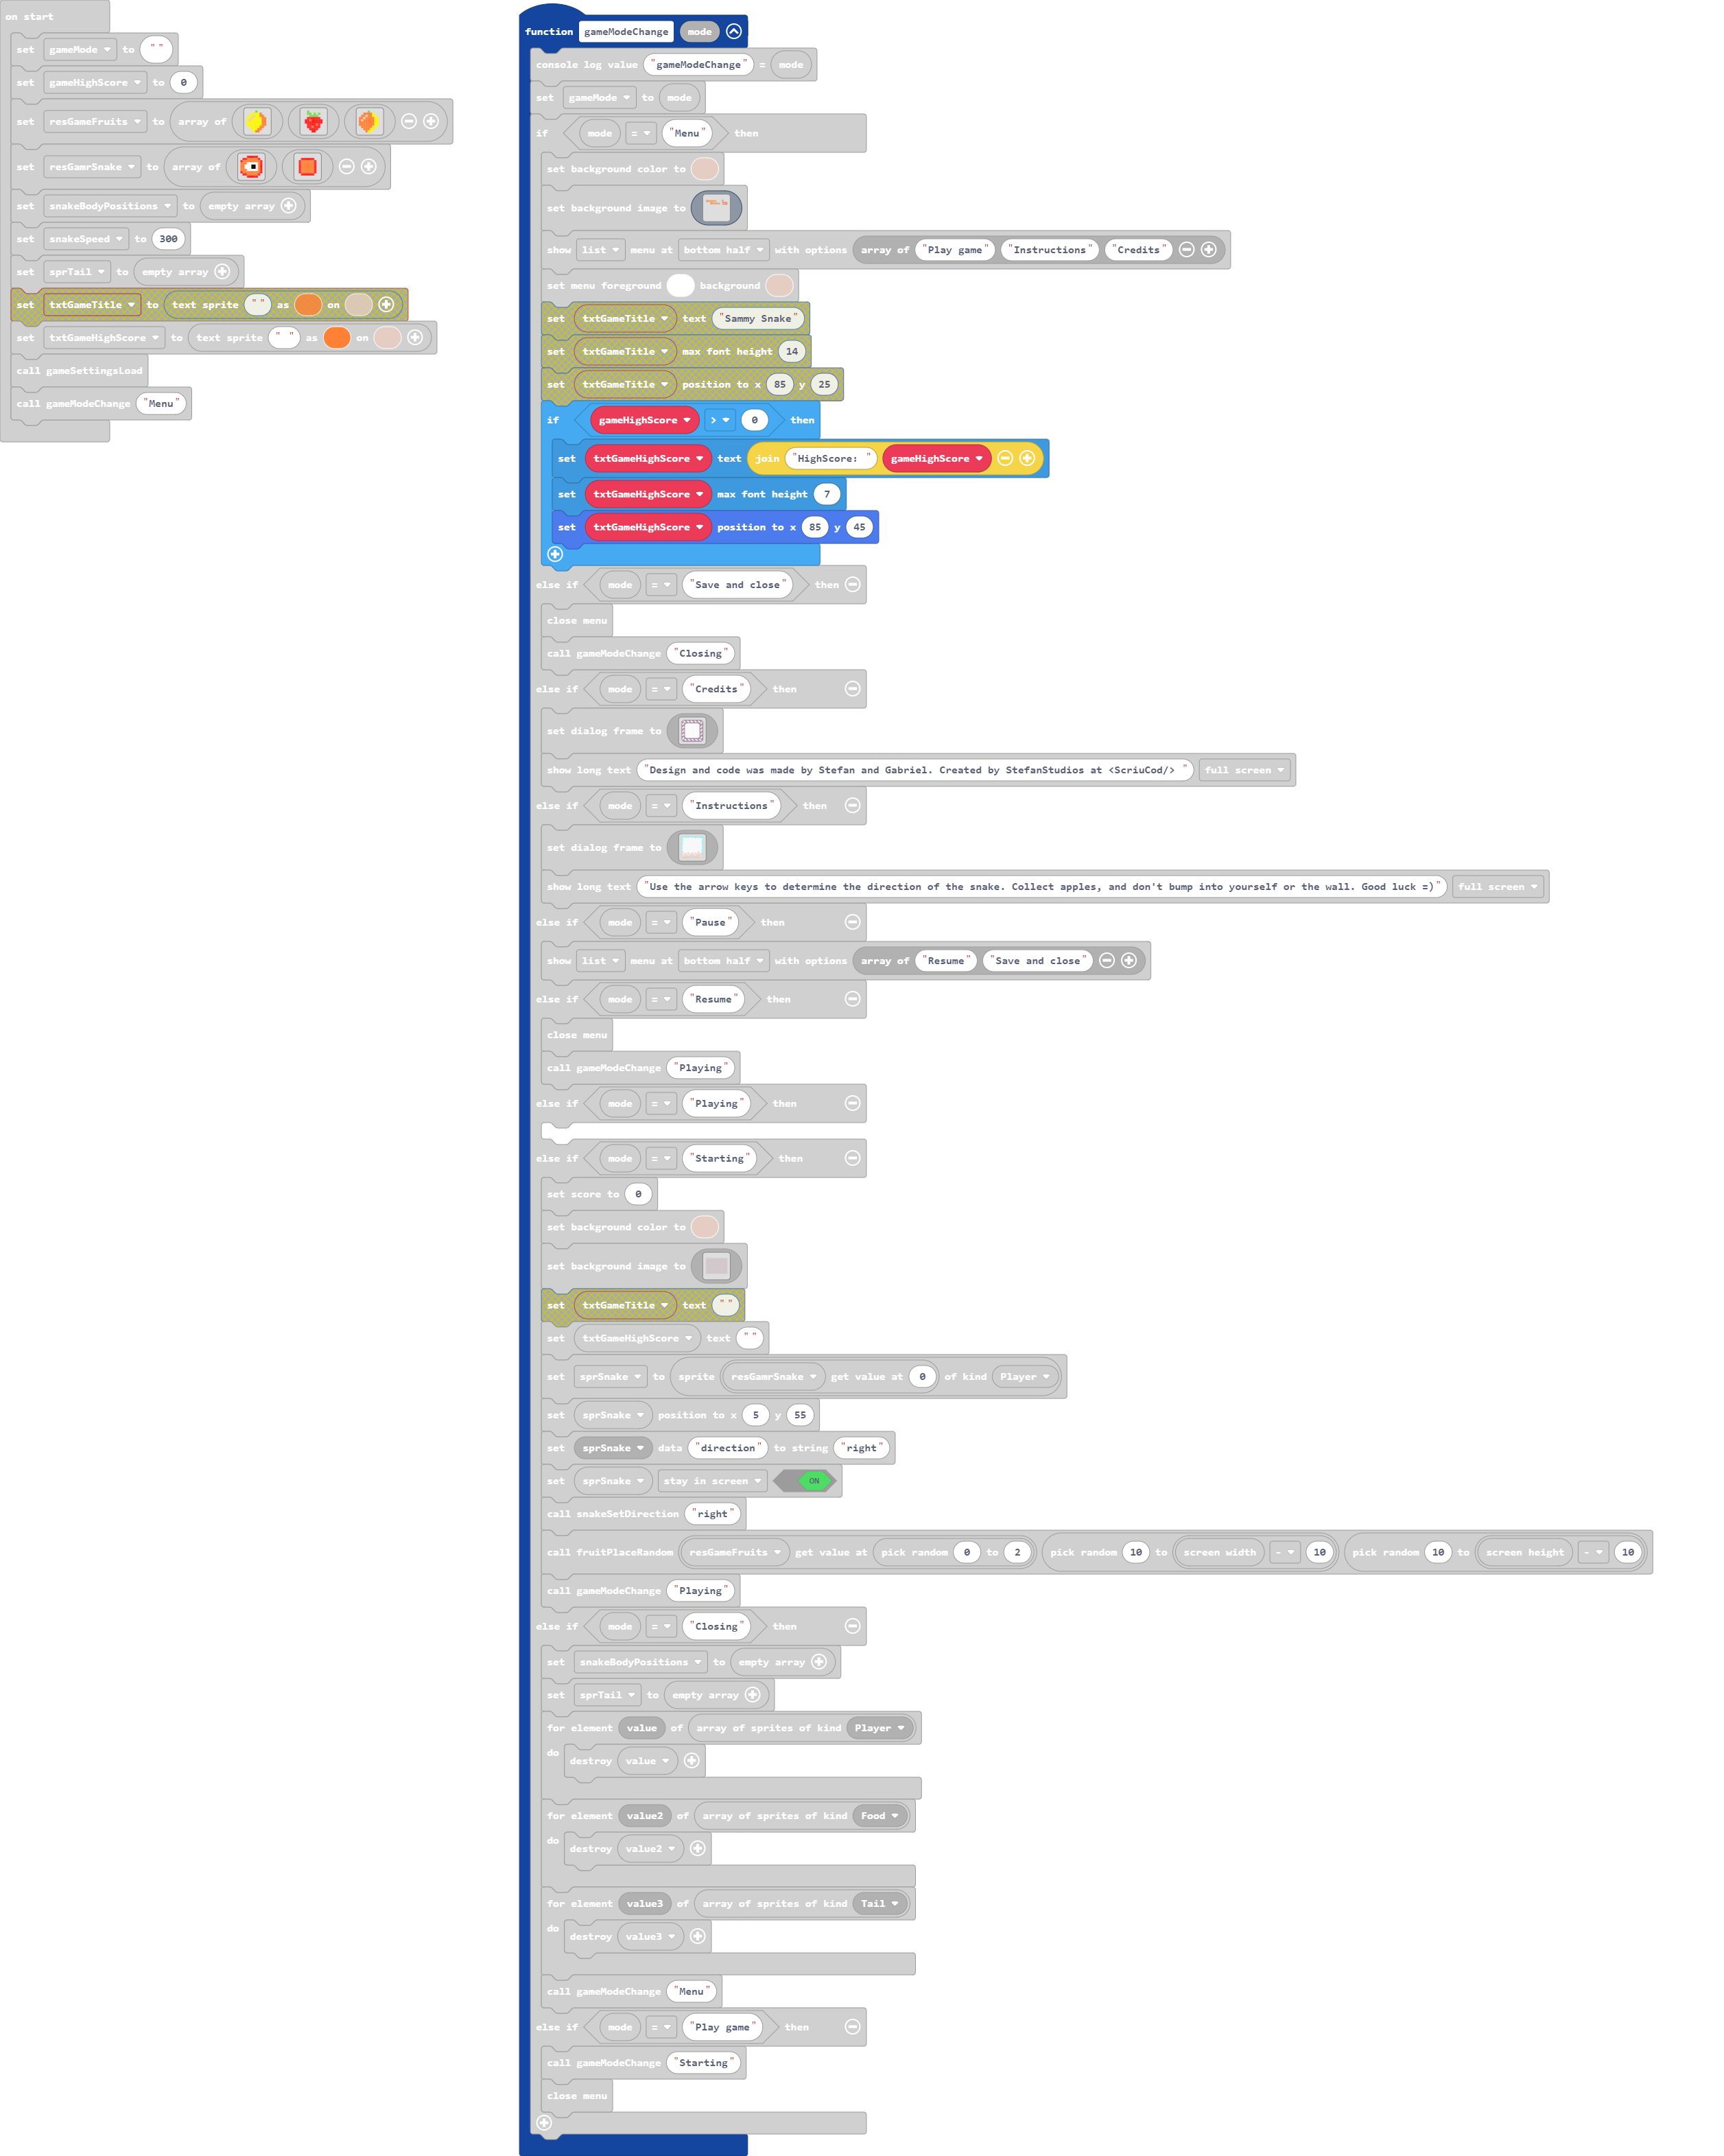 on start
set gameMode to " "
set gameHighScore to 0
set resGameFruits to array of
set resGamrSnake to array of
set snakeBodyPositions to empty array
set snakeSpeed to 300
set sprTail to empty array
set txtGameTitle to text sprite " " as on
set txtGameHighScore to text sprite " " as on
call gameSettingsLoad
call gameModeChange "Menu"
function gameModeChange mode
console log value "gameModeChange" = mode
set gameMode to mode
if mode = "Menu" then
set background color to
set background image to
show list menu at bottom half with options array of "Play game" "Instructions" "Credits"
set menu foreground background
set txtGameTitle text "Sammy Snake"
set txtGameTitle max font height 14
set txtGameTitle position to x 85 y 25
if gameHighScore > 0 then
set txtGameHighScore text join "HighScore: " gameHighScore
set txtGameHighScore max font height 7
set txtGameHighScore position to x 85 y 45
else if mode = "Save and close" then
close menu
call gameModeChange "Closing"
else if mode = "Credits" then
set dialog frame to
show long text "Design and code was made by Stefan and Gabriel. Created by StefanStudios at <ScriuCod/> " full screen
else if mode = "Instructions" then
set dialog frame to
show long text "Use the arrow keys to determine the direction of the snake. Collect apples, and don't bump into yourself or the wall. Good luck =)" full screen
else if mode = "Pause" then
show list menu at bottom half with options array of "Resume" "Save and close"
else if mode = "Resume" then
close menu
call gameModeChange "Playing"
else if mode = "Playing" then
else if mode = "Starting" then
set score to 0
set background color to
set background image to
set txtGameTitle text " "
set txtGameHighScore text " "
set sprSnake to sprite resGamrSnake get value at 0 of kind Player
set sprSnake position to x 5 y 55
set sprSnake data "direction" to string "right"
set sprSnake stay in screen ON
call snakeSetDirection "right"
call fruitPlaceRandom resGameFruits get value at pick random 0 to 2 pick random 10 to screen width - 10 pick random 10 to screen height - 10
call gameModeChange "Playing"
else if mode = "Closing" then
set snakeBodyPositions to empty array
set sprTail to empty array
for element value of array of sprites of kind Player
do destroy value
for element value2 of array of sprites of kind Food
do destroy value2
for element value3 of array of sprites of kind Tail
do destroy value3
call gameModeChange "Menu"
else if mode = "Play game" then
call gameModeChange "Starting"
close menu